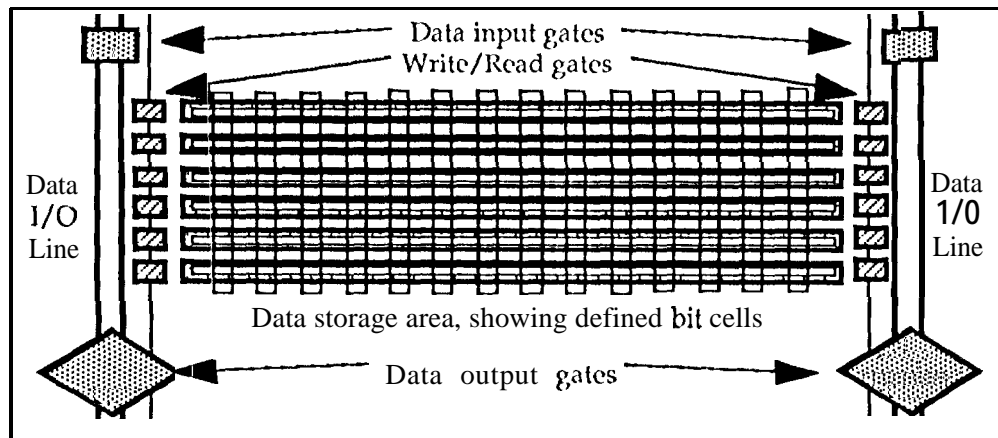 Data input gates
Write/Read gates
Data
I/O
Line
Data
1/0
Line
Data storage area, showing defined bit cells
Data output gates